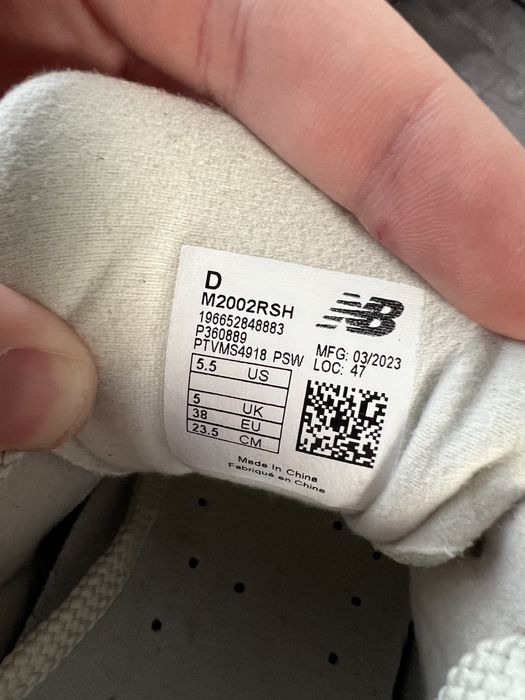 D
M2002RSH
196652848883
P360889
PTVMS4918 PSW
NB
MFG: 03/2023
LOC: 47
5.5 US
5 UK
38 EU
23.5 CM
Made in China
Fabriqué en Chine